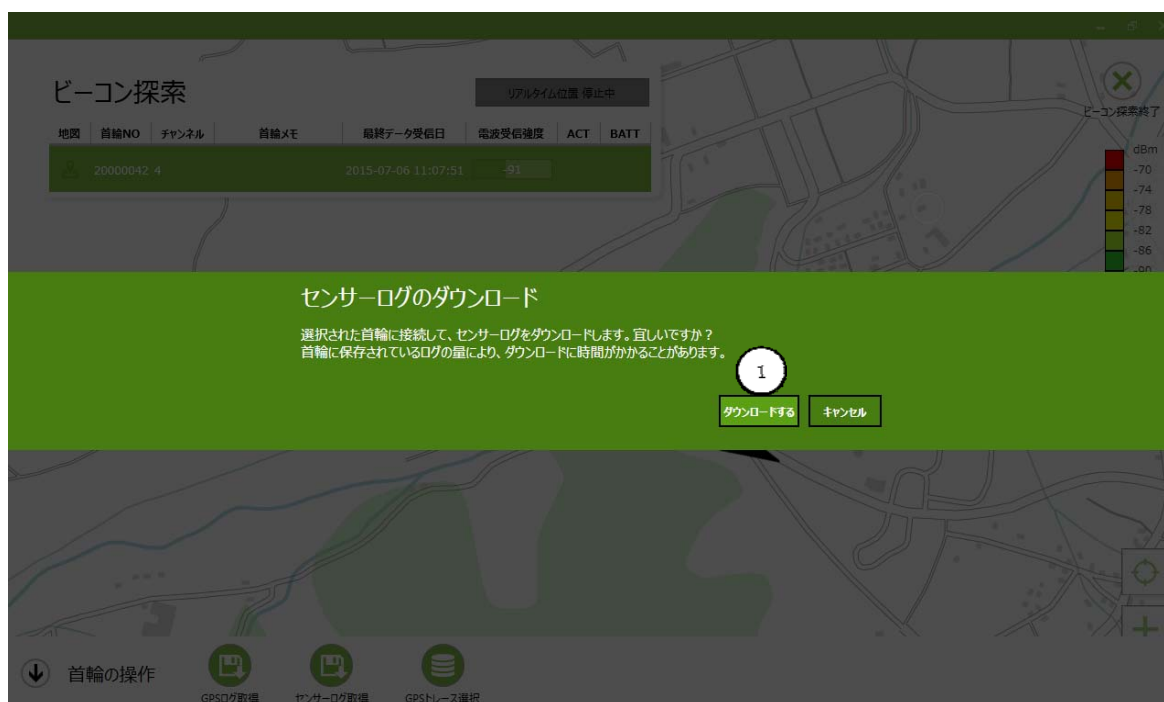 ビーコン探索
リアルタイム位置 停止中
ビーコン探索終了
地図 首輪NO チャンネル 首輪メモ 最終データ受信日 電波受信強度 ACT BATT
20000042 4 2015-07-06 11:07:51 -91
dBm
-70
-74
-78
-82
-86
-90
センサーログのダウンロード
選択された首輪に接続して、センサーログをダウンロードします。宜しいですか？
首輪に保存されているログの量により、ダウンロードに時間がかかることがあります。
1
ダウンロードする キャンセル
首輪の操作
GPSログ取得 センサーログ取得 GPSトレース選択